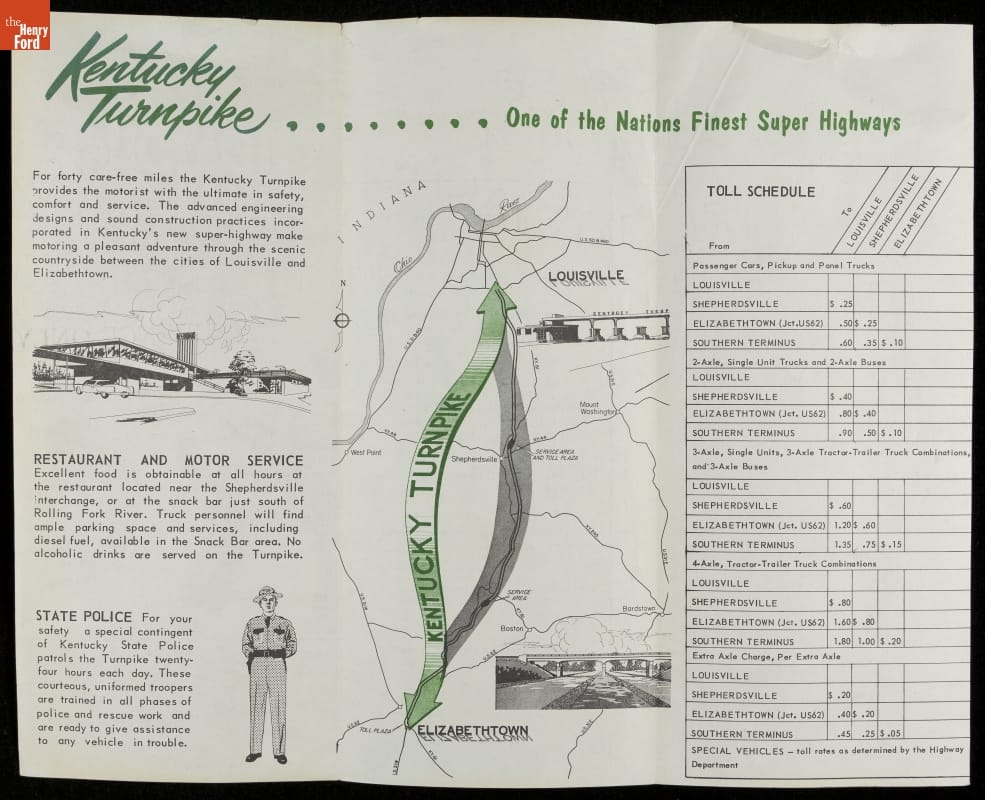 the
Henry
Ford
Kentucky
Turnpike
One of the Nations Finest Super Highways
For forty care-free miles the Kentucky Turnpike
provides the motorist with the ultimate in safety,
comfort and service. The advanced engineering
designs and sound construction practices incor-
porated in Kentucky's new super-highway make
motoring a pleasant adventure through the scenic
countryside between the cities of Louisville and
Elizabethtown.
RESTAURANT AND MOTOR SERVICE
Excellent food is obtainable at all hours at
the restaurant located near the Shepherdsville
Interchange, or at the snack bar just south of
Rolling Fork River. Truck personnel will find
ample parking space and services, including
diesel fuel, available in the Snack Bar area. No
alcoholic drinks are served on the Turnpike.
STATE POLICE For your
safety a special contingent
of Kentucky State Police
patrols the Turnpike twenty-
four hours each day. These
courteous, uniformed troopers
are trained in all phases of
police and rescue work and
are ready to give assistance
to any vehicle in trouble.
INDIANA
Ohio
River
N
LOUISVILLE
KENTUCKY TURNP
Mount
Washington
West Point
Shepherdsville
SERVICE AREA
AND TOLL PLAZA
KENTUCKY TURNPIKE
SERVICE
AREA
Boston
Bardstown
TOLL PLAZA
ELIZABETHTOWN
TOLL SCHEDULE
To
LOUISVILLE
SHEPHERDSVILLE
ELIZABETHTOWN
From
Passenger Cars, Pickup and Panel Trucks
LOUISVILLE
SHEPHERDSVILLE $ .25
ELIZABETHTOWN (Jct. US62) .50 $ .25
SOUTHERN TERMINUS .60 .35 $ .10
2-Axle, Single Unit Trucks and 2-Axle Buses
LOUISVILLE
SHEPHERDSVILLE $ .40
ELIZABETHTOWN (Jct. US62) .80 $ .40
SOUTHERN TERMINUS .90 .50 $ .10
3-Axle, Single Units, 3-Axle Tractor-Trailer Truck Combinations,
and 3-Axle Buses
LOUISVILLE
SHEPHERDSVILLE $ .60
ELIZABETHTOWN (Jct. US62) 1.20 $ .60
SOUTHERN TERMINUS 1.35 .75 $ .15
4-Axle, Tractor-Trailer Truck Combinations
LOUISVILLE
SHEPHERDSVILLE $ .80
ELIZABETHTOWN (Jct. US62) 1.60 $ .80
SOUTHERN TERMINUS 1.80 1.00 $ .20
Extra Axle Charge, Per Extra Axle
LOUISVILLE
SHEPHERDSVILLE $ .20
ELIZABETHTOWN (Jct. US62) .40 $ .20
SOUTHERN TERMINUS .45 .25 $ .05
SPECIAL VEHICLES – toll rates as determined by the Highway
Department